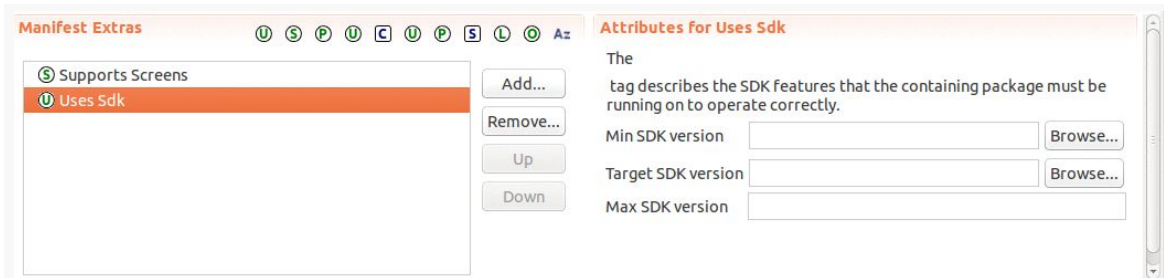 Manifest Extras
U S P U C U P S L O Az
S Supports Screens
U Uses Sdk
Add...
Remove...
Up
Down
Attributes for Uses Sdk
The
tag describes the SDK features that the containing package must be
running on to operate correctly.
Min SDK version
Browse...
Target SDK version
Browse...
Max SDK version